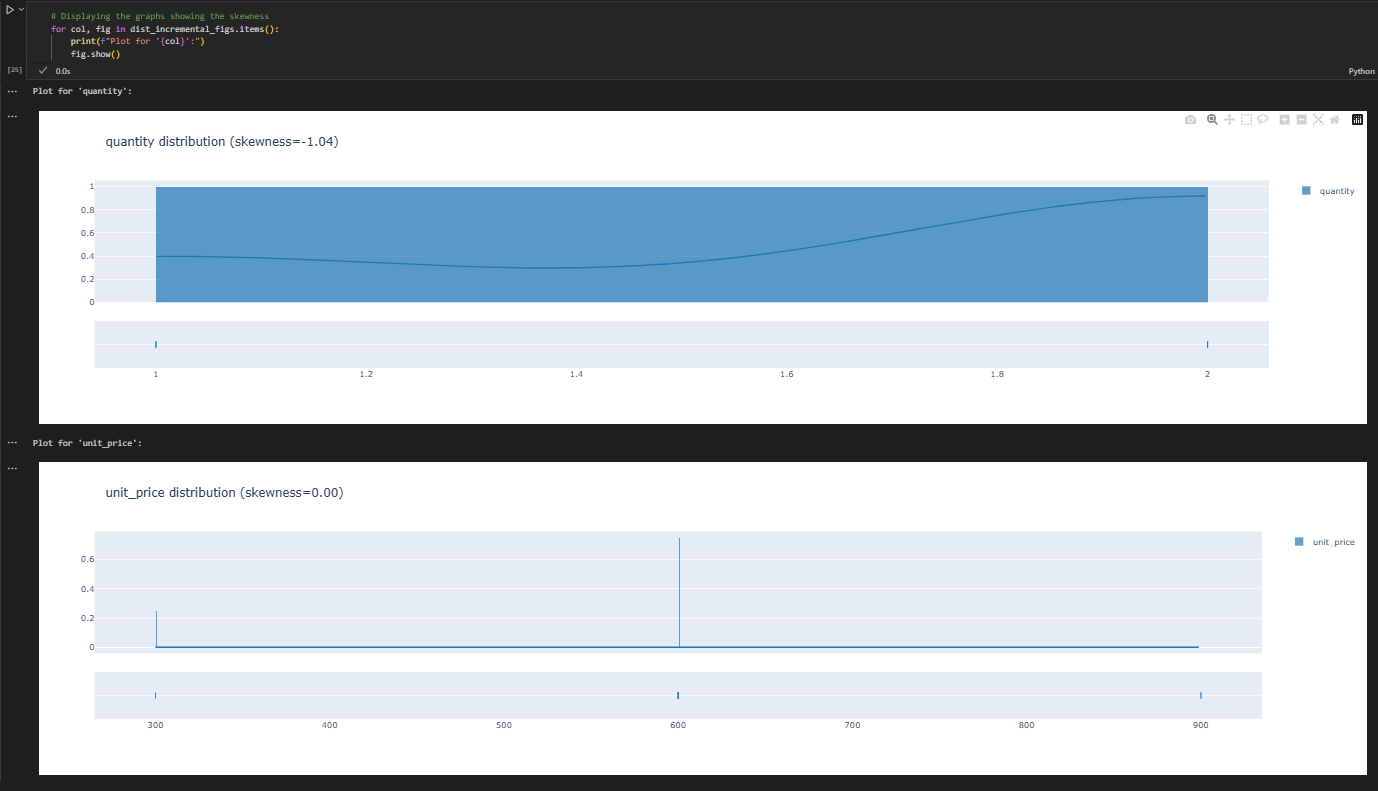 # Displaying the graphs showing the skewness
for col, fig in dist_incremental_figs.items():
    print(f"Plot for '{col}':")
    fig.show()
[25]
0.0s
Python
Plot for 'quantity':
quantity distribution (skewness=-1.04)
1
0.8
0.6
0.4
0.2
0
quantity
1 1.2 1.4 1.6 1.8 2
Plot for 'unit_price':
unit_price distribution (skewness=0.00)
0.6
0.4
0.2
0
unit_price
300 400 500 600 700 800 900